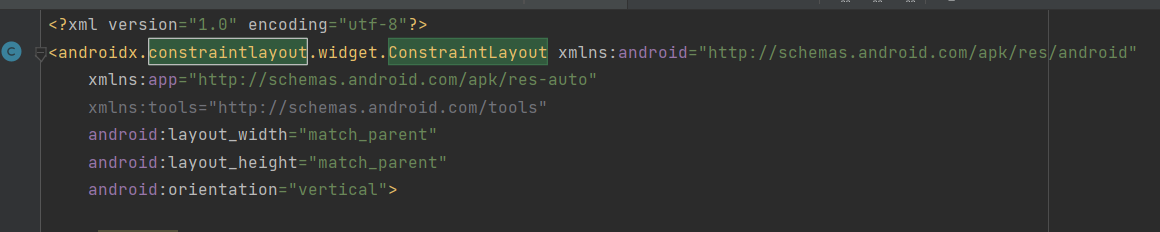 <?xml version="1.0" encoding="utf-8"?>
<androidx.constraintlayout.widget.ConstraintLayout xmlns:android="http://schemas.android.com/apk/res/android"
xmlns:app="http://schemas.android.com/apk/res-auto"
xmlns:tools="http://schemas.android.com/tools"
android:layout_width="match_parent"
android:layout_height="match_parent"
android:orientation="vertical">